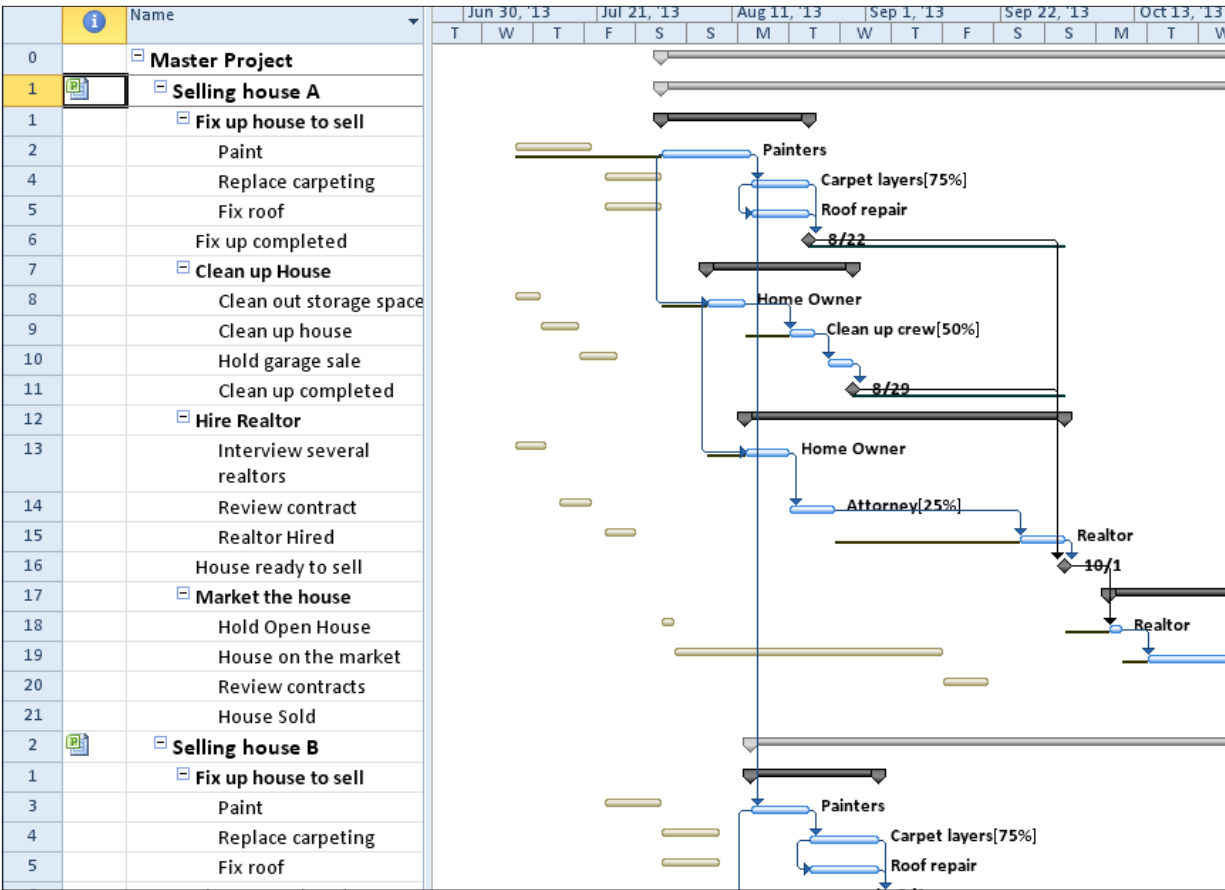 Name Jun 30, '13 Jul 21, '13 Aug 11, '13 Sep 1, '13 Sep 22, '13 Oct 13, '13
T W T F S S M T W T F S S M T W
0 Master Project
1 Selling house A
1 Fix up house to sell
2 Paint Painters
4 Replace carpeting Carpet layers[75%]
5 Fix roof Roof repair
6 Fix up completed 8/22
7 Clean up House
8 Clean out storage space Home Owner
9 Clean up house Clean up crew[50%]
10 Hold garage sale
11 Clean up completed 8/29
12 Hire Realtor
13 Interview several Home Owner
realtors
14 Review contract Attorney[25%]
15 Realtor Hired Realtor
16 House ready to sell 10/1
17 Market the house
18 Hold Open House Realtor
19 House on the market
20 Review contracts
21 House Sold
2 Selling house B
1 Fix up house to sell
3 Paint Painters
4 Replace carpeting Carpet layers[75%]
5 Fix roof Roof repair